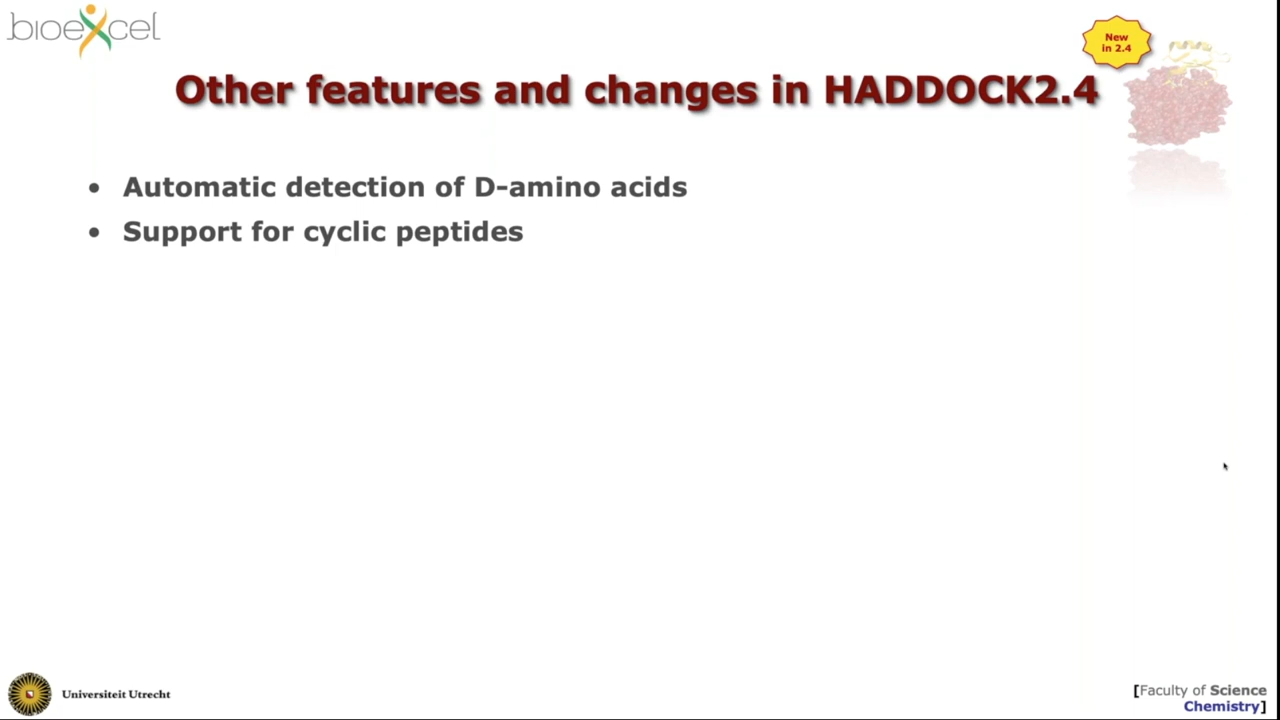 bioexcel
New
in 2.4
Other features and changes in HADDOCK2.4
• Automatic detection of D-amino acids
• Support for cyclic peptides
Universiteit Utrecht
[Faculty of Science
Chemistry]